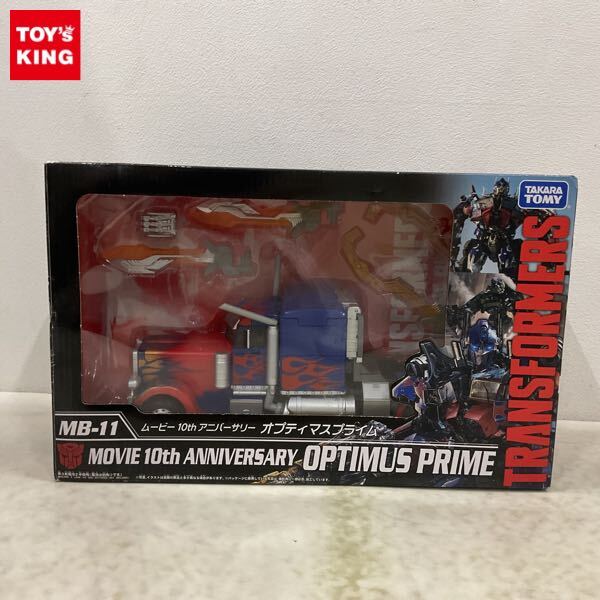 TOY's
KING
TAKARA
TOMY
TRANSFORMERS
MB-11
ムービー 10th アニバーサリー オプティマスプライム
MOVIE 10th ANNIVERSARY OPTIMUS PRIME